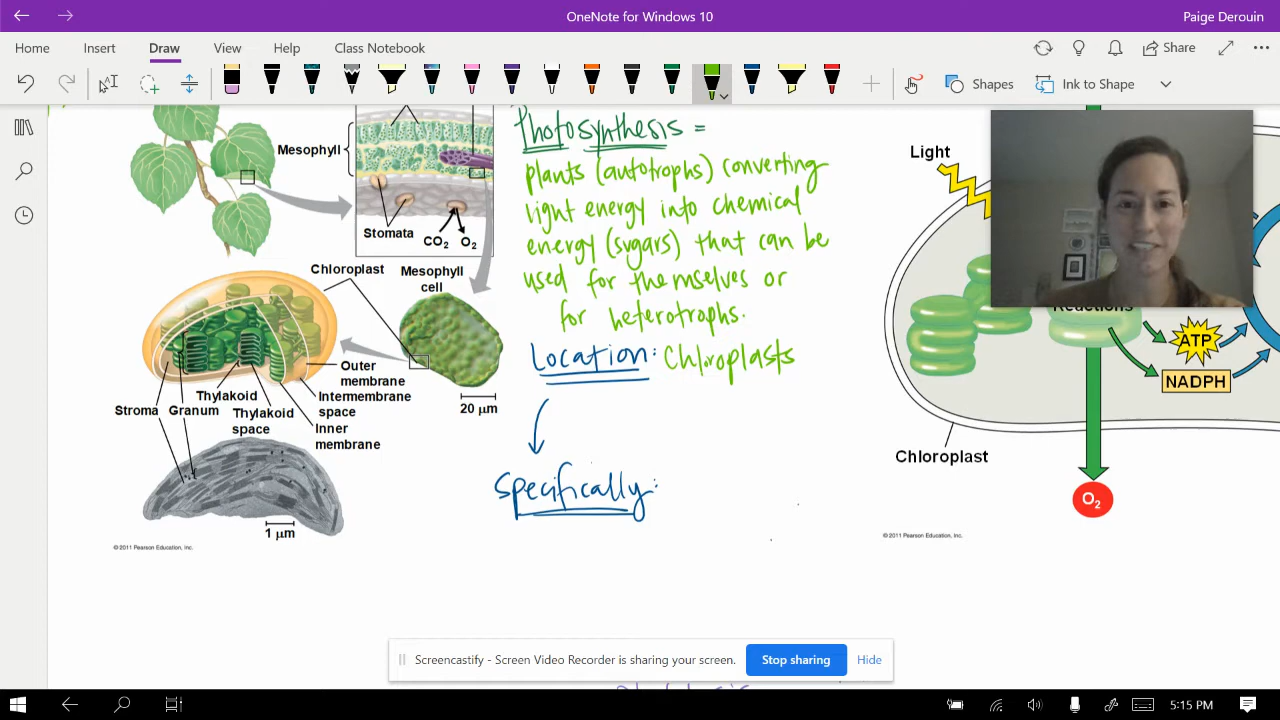 OneNote for Windows 10
Paige Derouin
Home
Insert
Draw
View
Help
Class Notebook
Share
Shapes
Ink to Shape
Mesophyll
Stomata
CO2
O2
Chloroplast
Mesophyll
cell
Outer
membrane
Thylakoid
Intermembrane
space
Stroma
Granum
Thylakoid
space
Inner
membrane
20 µm
1 µm
© 2011 Pearson Education, Inc.
Photosynthesis =
plants (autotrophs) converting
light energy into chemical
energy (sugars) that can be
used for themselves or
for heterotrophs.
Location: Chloroplasts
Specifically:
Light
Reactions
ATP
NADPH
Chloroplast
O2
© 2011 Pearson Education, Inc.
Screencastify - Screen Video Recorder is sharing your screen.
Stop sharing
Hide
5:15 PM